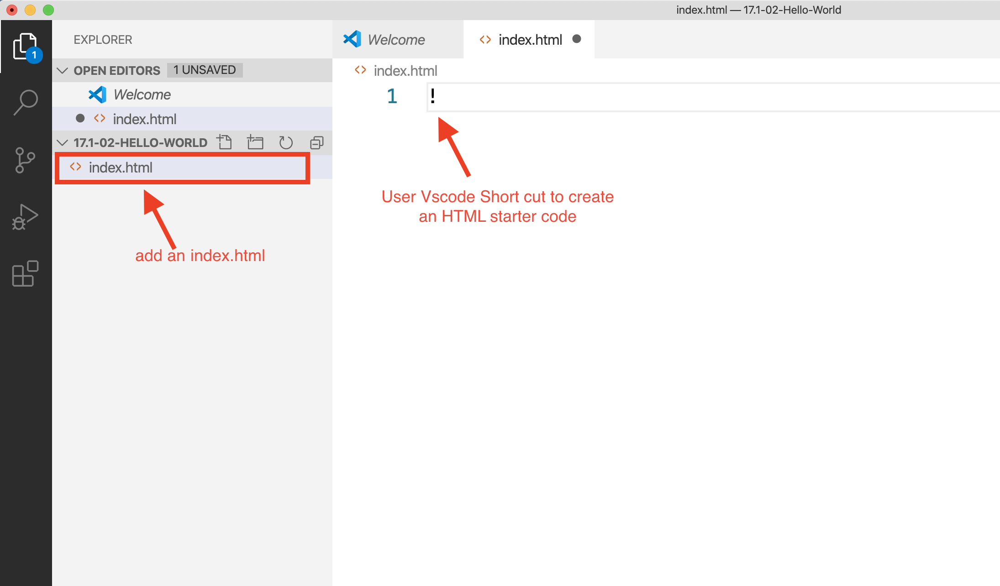 index.html — 17.1-02-Hello-World
EXPLORER
Welcome
index.html
1
OPEN EDITORS 1 UNSAVED
index.html
Welcome
1 !
index.html
17.1-02-HELLO-WORLD
index.html
User Vscode Short cut to create
an HTML starter code
add an index.html